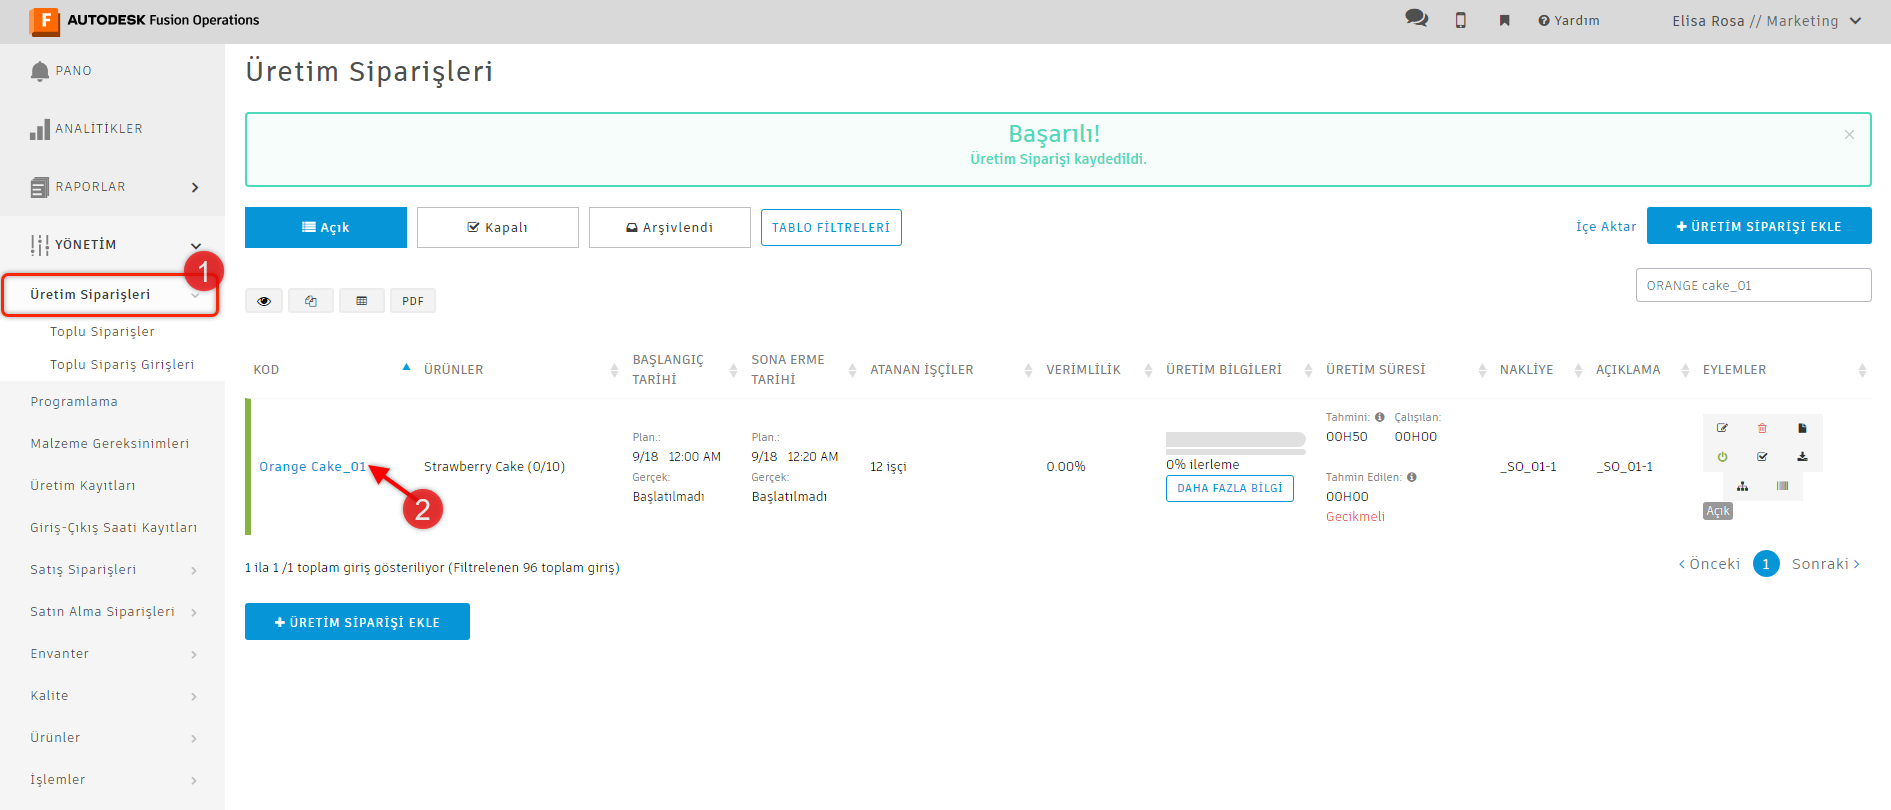 AUTODESK Fusion Operations
Yardım
Elisa Rosa // Marketing
PANO
ANALİTİKLER
RAPORLAR
YÖNETİM
1
Üretim Siparişleri
Toplu Siparişler
Toplu Sipariş Girişleri
Programlama
Malzeme Gereksinimleri
Üretim Kayıtları
Giriş-Çıkış Saati Kayıtları
Satış Siparişleri
Satın Alma Siparişleri
Envanter
Kalite
Ürünler
İşlemler
Üretim Siparişleri
Başarılı!
×
Üretim Siparişi kaydedildi.
Açık
Kapalı
Arşivlendi
TABLO FİLTRELERİ
İçe Aktar
+ ÜRETİM SİPARİŞİ EKLE
PDF
ORANGE cake_01
KOD
ÜRÜNLER
BAŞLANGIÇ
TARİHİ
SONA ERME
TARİHİ
ATANAN İŞÇİLER
VERİMLİLİK
ÜRETİM BİLGİLERİ
ÜRETİM SÜRESİ
NAKLİYE
AÇIKLAMA
EYLEMLER
Orange Cake_01
2
Strawberry Cake (0/10)
Plan.:
9/18 12:00 AM
Gerçek:
Başlatılmadı
Plan.:
9/18 12:20 AM
Gerçek:
Başlatılmadı
12 işçi
0.00%
0% ilerleme
DAHA FAZLA BİLGİ
Tahmini: Çalışılan:
00H50 00H00
Tahmin Edilen:
00H00
Gecikmeli
_SO_01-1
_SO_01-1
Açık
1 ila 1 /1 toplam giriş gösteriliyor (Filtrelenen 96 toplam giriş)
‹ Önceki 1 Sonraki ›
+ ÜRETİM SİPARİŞİ EKLE